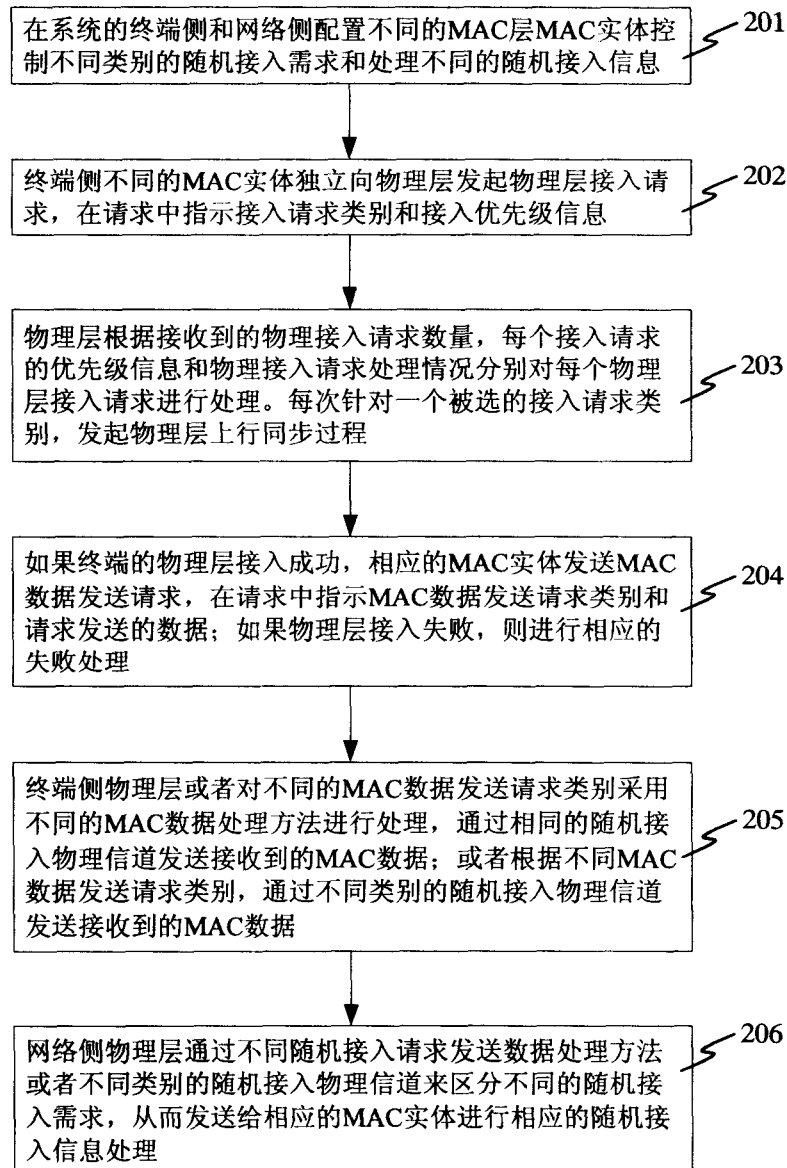 在系统的终端侧和网络侧配置不同的MAC层MAC实体控
制不同类别的随机接入需求和处理不同的随机接入信息
201
终端侧不同的MAC实体独立向物理层发起物理层接入请
求，在请求中指示接入请求类别和接入优先级信息
202
物理层根据接收到的物理接入请求数量，每个接入请求
的优先级信息和物理接入请求处理情况分别对每个物理
层接入请求进行处理。每次针对一个被选的接入请求类
别，发起物理层上行同步过程
203
如果终端的物理层接入成功，相应的MAC实体发送MAC
数据发送请求，在请求中指示MAC数据发送请求类别和
请求发送的数据；如果物理层接入失败，则进行相应的
失败处理
204
终端侧物理层或者对不同的MAC数据发送请求类别采用
不同的MAC数据处理方法进行处理，通过相同的随机接
入物理信道发送接收到的MAC数据；或者根据不同MAC
数据发送请求类别，通过不同类别的随机接入物理信道
发送接收到的MAC数据
205
网络侧物理层通过不同随机接入请求发送数据处理方法
或者不同类别的随机接入物理信道来区分不同的随机接
入需求，从而发送给相应的MAC实体进行相应的随机接
入信息处理
206